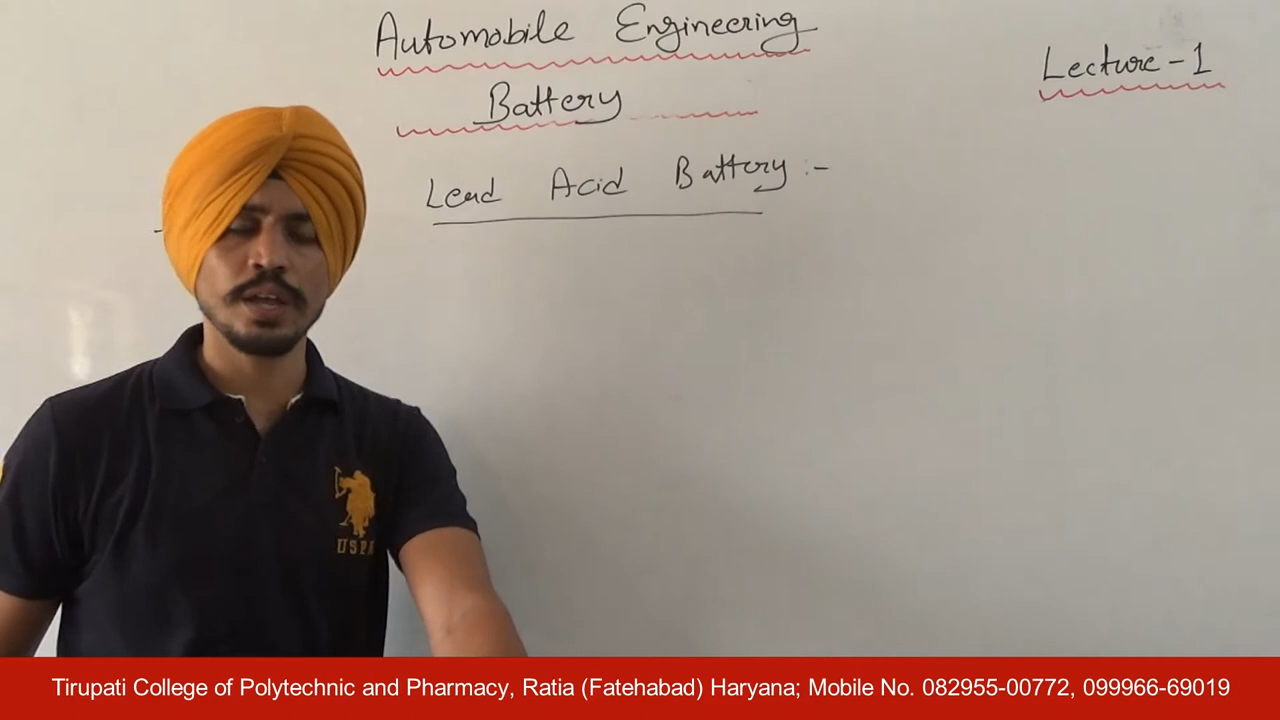 Automobile Engineering
Lecture - 1
Battery
Lead Acid Battery :-
USPA
Tirupati College of Polytechnic and Pharmacy, Ratia (Fatehabad) Haryana; Mobile No. 082955-00772, 099966-69019